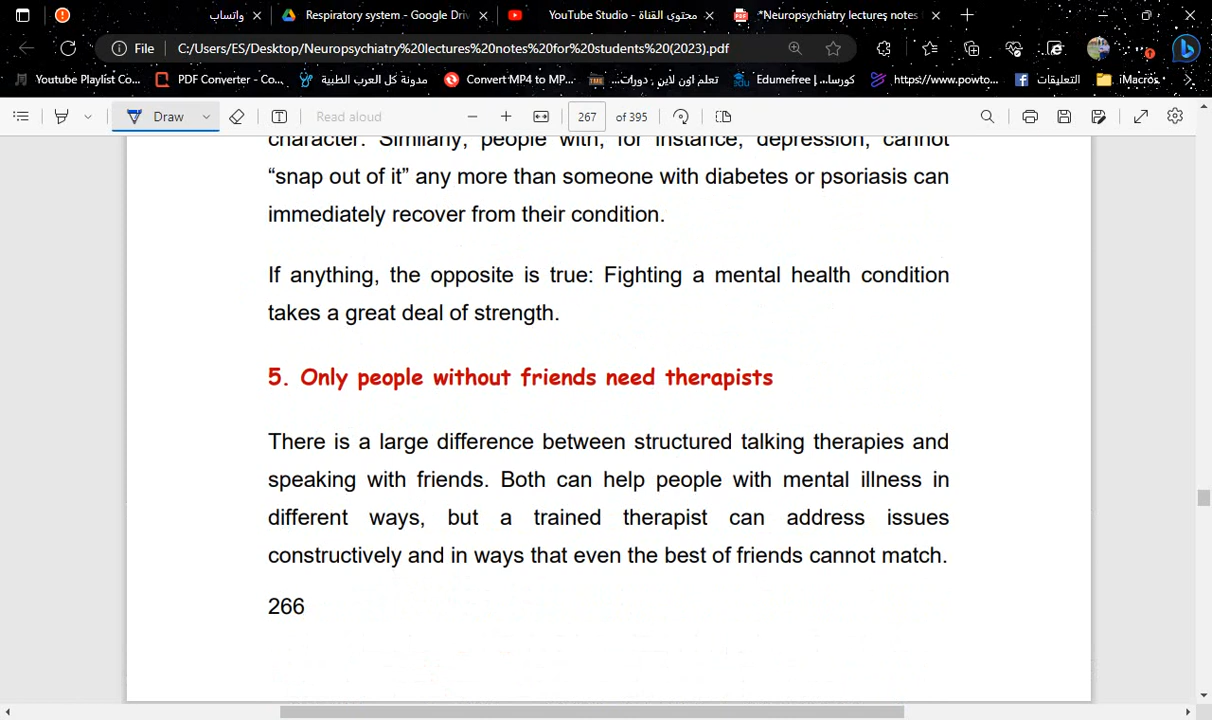 واتساب
Respiratory system - Google Driv
محتوى القناة - YouTube Studio
*Neuropsychiatry lectures notes
File
C:/Users/ES/Desktop/Neuropsychiatry%20lectures%20notes%20for%20students%20(2023).pdf
YouTube Playlist Co...
PDF Converter - Co...
مدونة كل العرب الطبية
Convert MP4 to MP...
تعلم اون لاين , دورات...
Edumefree | كورسا...
https://www.powto...
التعليقات
iMacros
Draw
Read aloud
267
of 395
character. Similarly, people with, for instance, depression, cannot
“snap out of it” any more than someone with diabetes or psoriasis can
immediately recover from their condition.
If anything, the opposite is true: Fighting a mental health condition
takes a great deal of strength.
5. Only people without friends need therapists
There is a large difference between structured talking therapies and
speaking with friends. Both can help people with mental illness in
different ways, but a trained therapist can address issues
constructively and in ways that even the best of friends cannot match.
266